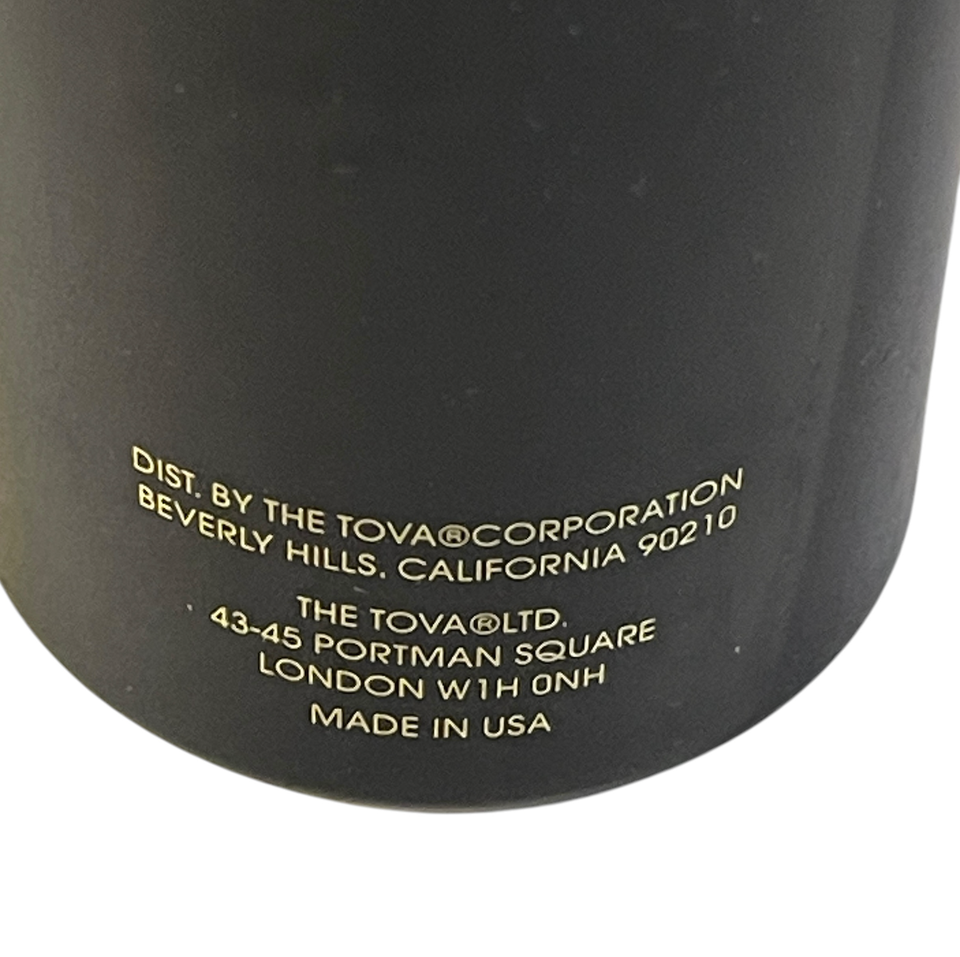 DIST. BY THE TOVA®CORPORATION
BEVERLY HILLS, CALIFORNIA 90210
THE TOVA®LTD.
43-45 PORTMAN SQUARE
LONDON W1H 0NH
MADE IN USA